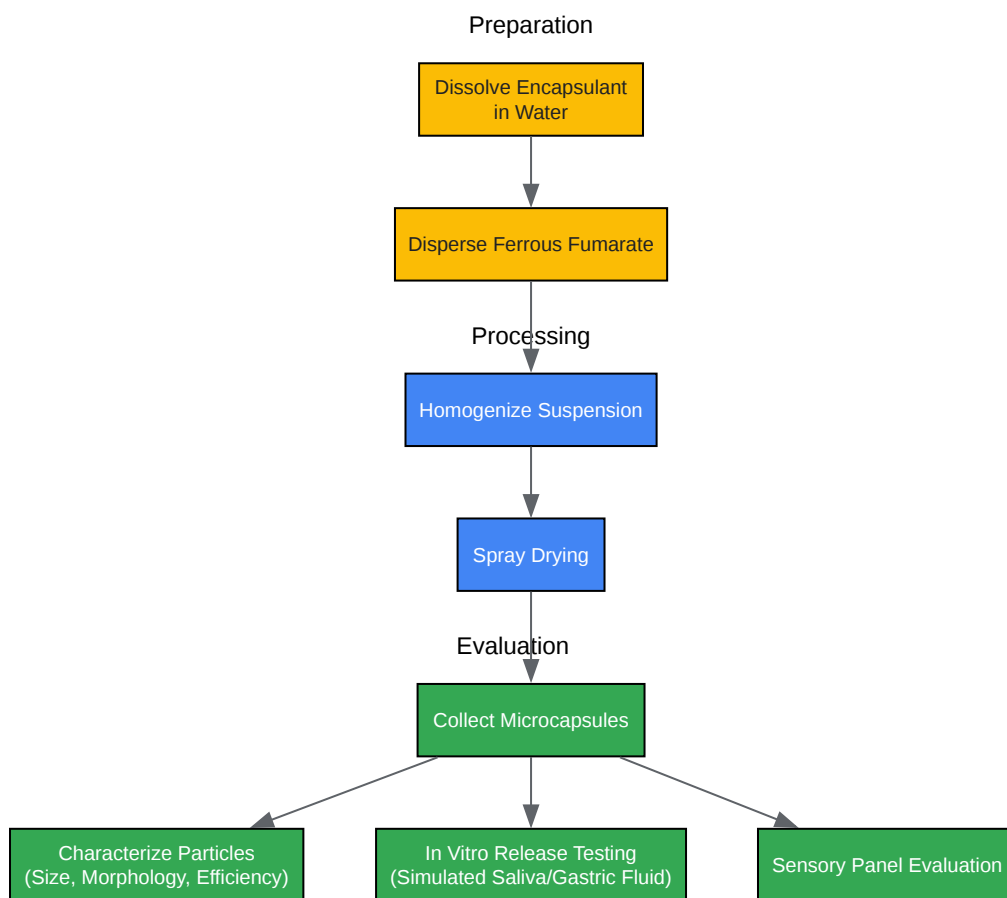 Preparation
Dissolve Encapsulant
in Water
Disperse Ferrous Fumarate
Processing
Homogenize Suspension
Spray Drying
Evaluation
Collect Microcapsules
Characterize Particles
(Size, Morphology, Efficiency)
In Vitro Release Testing
(Simulated Saliva/Gastric Fluid)
Sensory Panel Evaluation